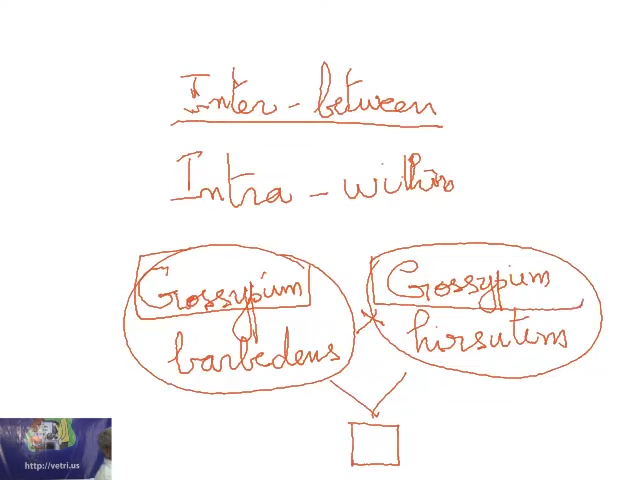 Inter - between
Intra - within
Gossypium
barbedens
Gossypium
hirsutum
http://vetri.us